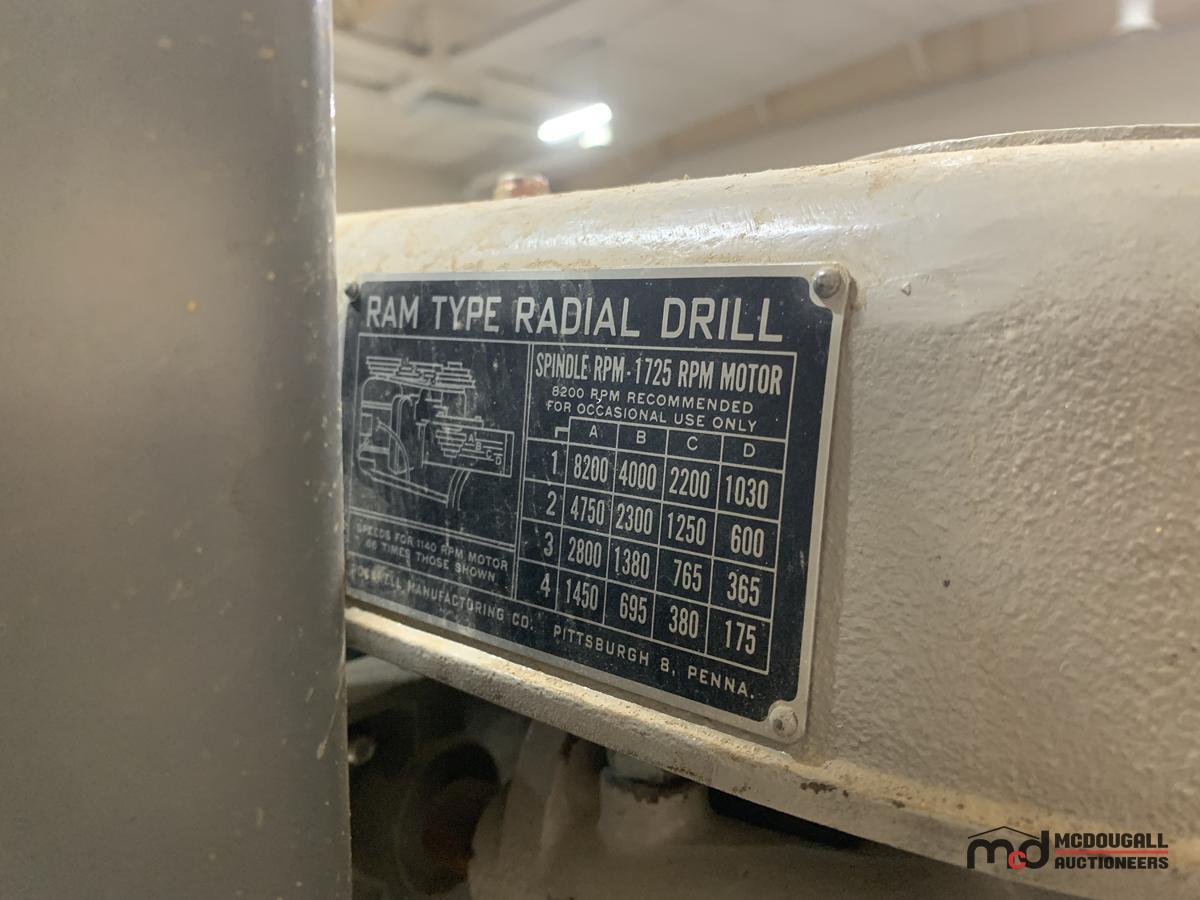 RAM TYPE RADIAL DRILL
SPINDLE RPM-1725 RPM MOTOR
8200 RPM RECOMMENDED
FOR OCCASIONAL USE ONLY
A B C D
1 8200 4000 2200 1030
2 4750 2300 1250 600
3 2800 1380 765 365
4 1450 695 380 175
A B C D
SPEEDS FOR 1140 RPM MOTOR
66 TIMES THOSE SHOWN
MANUFACTURING CO. PITTSBURGH 8, PENNA.
mcd MCDOUGALL
AUCTIONEERS